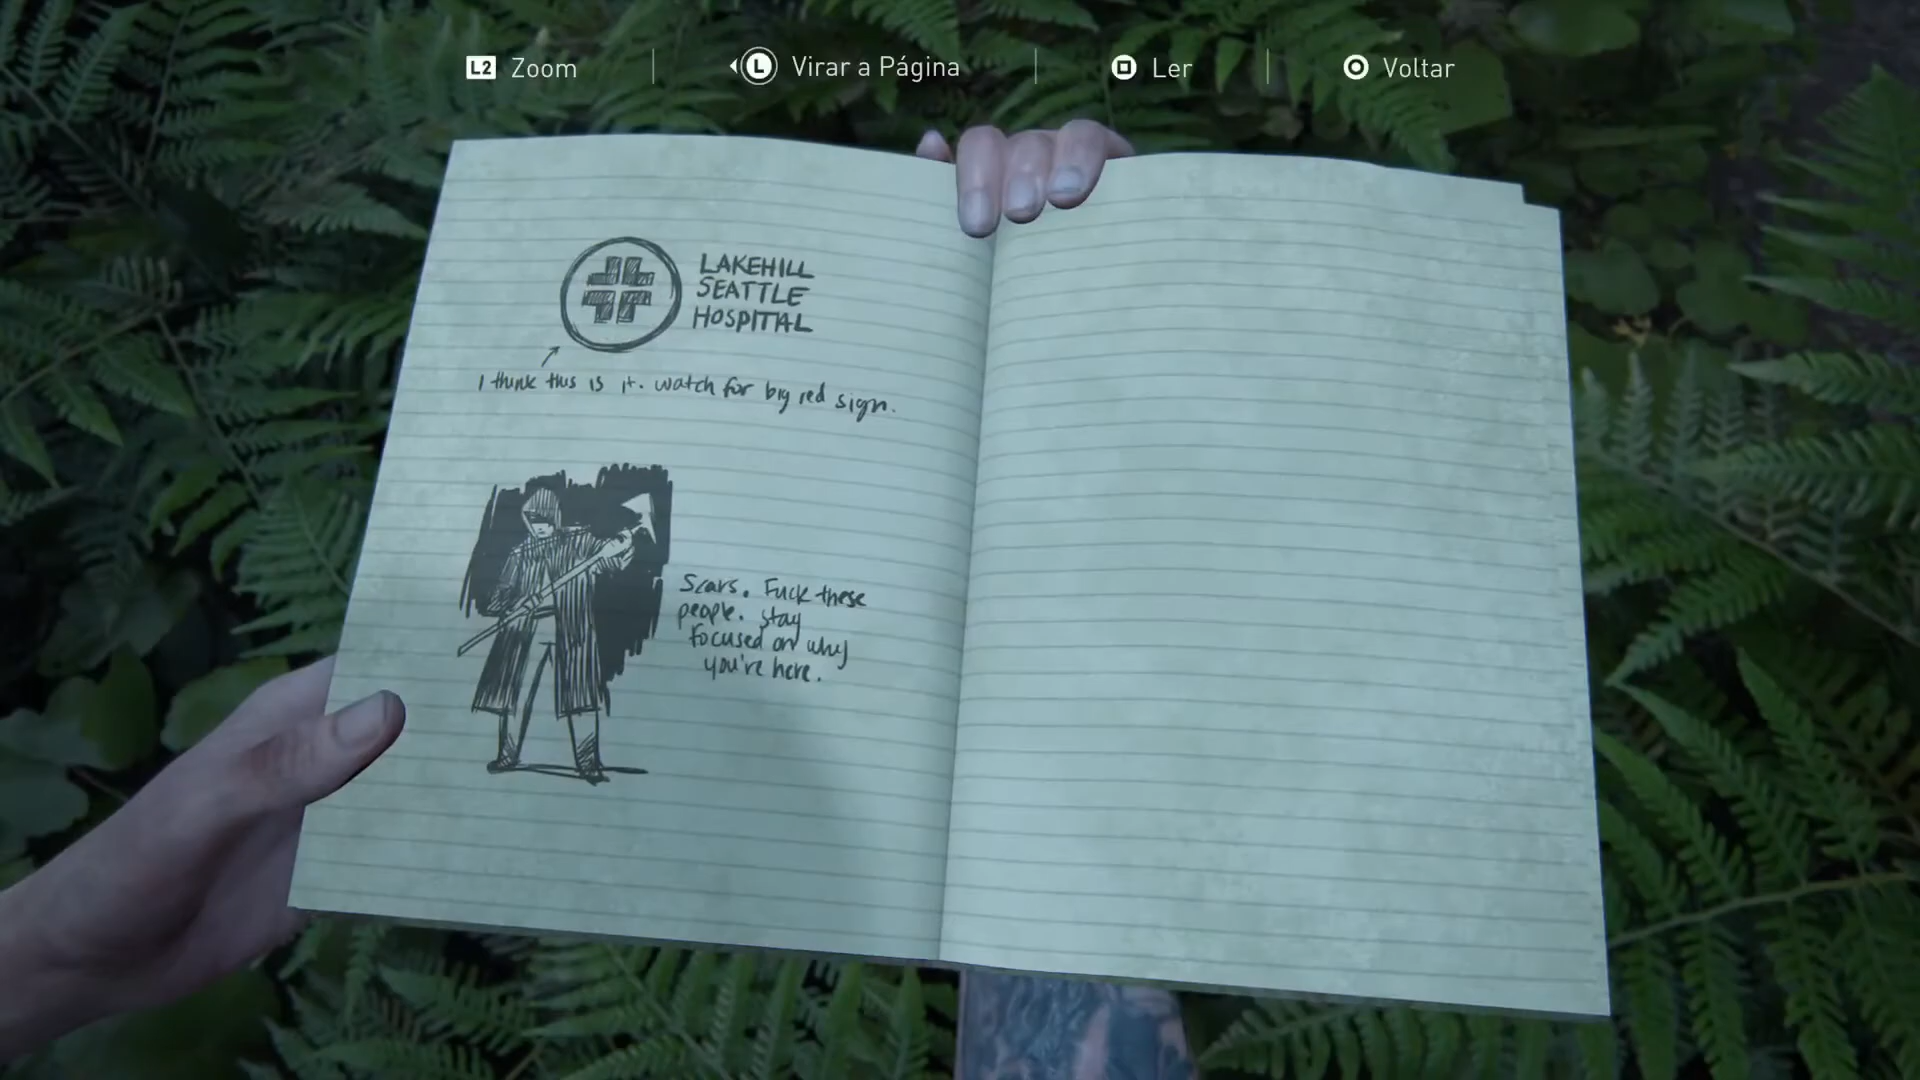 L2 Zoom
L Virar a Página
Ler
Voltar
LAKEHILL
SEATTLE
HOSPITAL
I think this is it. watch for big red sign.
Scars. Fuck these
people. Stay
focused on why
you're here.